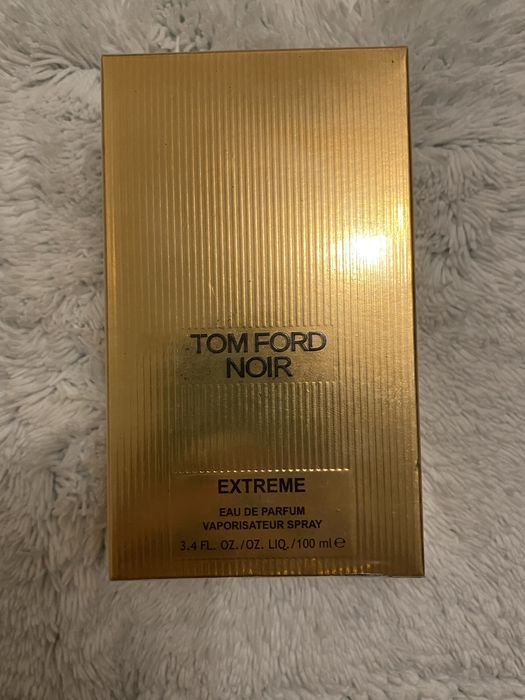 TOM FORD
NOIR
EXTREME
EAU DE PARFUM
VAPORISATEUR SPRAY
3.4 FL. OZ./OZ. LIQ./100 ml ℮